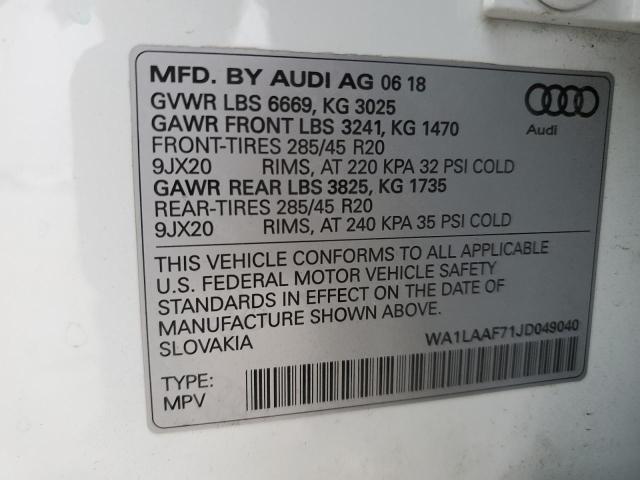 MFD. BY AUDI AG 06 18
GVWR LBS 6669, KG 3025
GAWR FRONT LBS 3241, KG 1470
FRONT-TIRES 285/45 R20
9JX20 RIMS, AT 220 KPA 32 PSI COLD
GAWR REAR LBS 3825, KG 1735
REAR-TIRES 285/45 R20
9JX20 RIMS, AT 240 KPA 35 PSI COLD
Audi
THIS VEHICLE CONFORMS TO ALL APPLICABLE
U.S. FEDERAL MOTOR VEHICLE SAFETY
STANDARDS IN EFFECT ON THE DATE OF
MANUFACTURE SHOWN ABOVE.
SLOVAKIA
WA1LAAF71JD049040
TYPE:
MPV